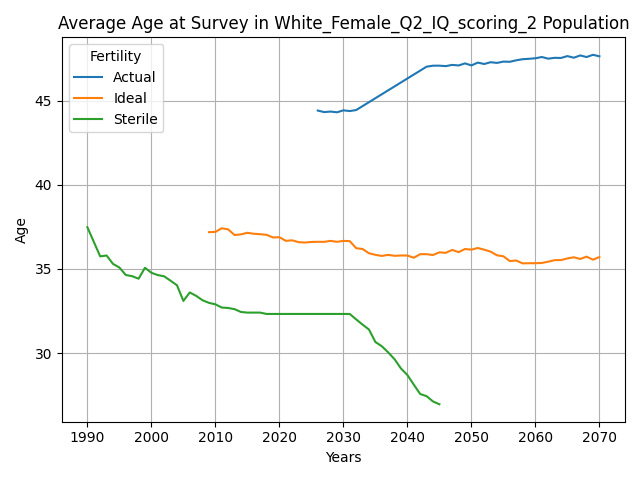 Average Age at Survey in White_Female_Q2_IQ_scoring_2 Population
Fertility
Actual
Ideal
Sterile
45
40
35
30
Age
1990 2000 2010 2020 2030 2040 2050 2060 2070
Years